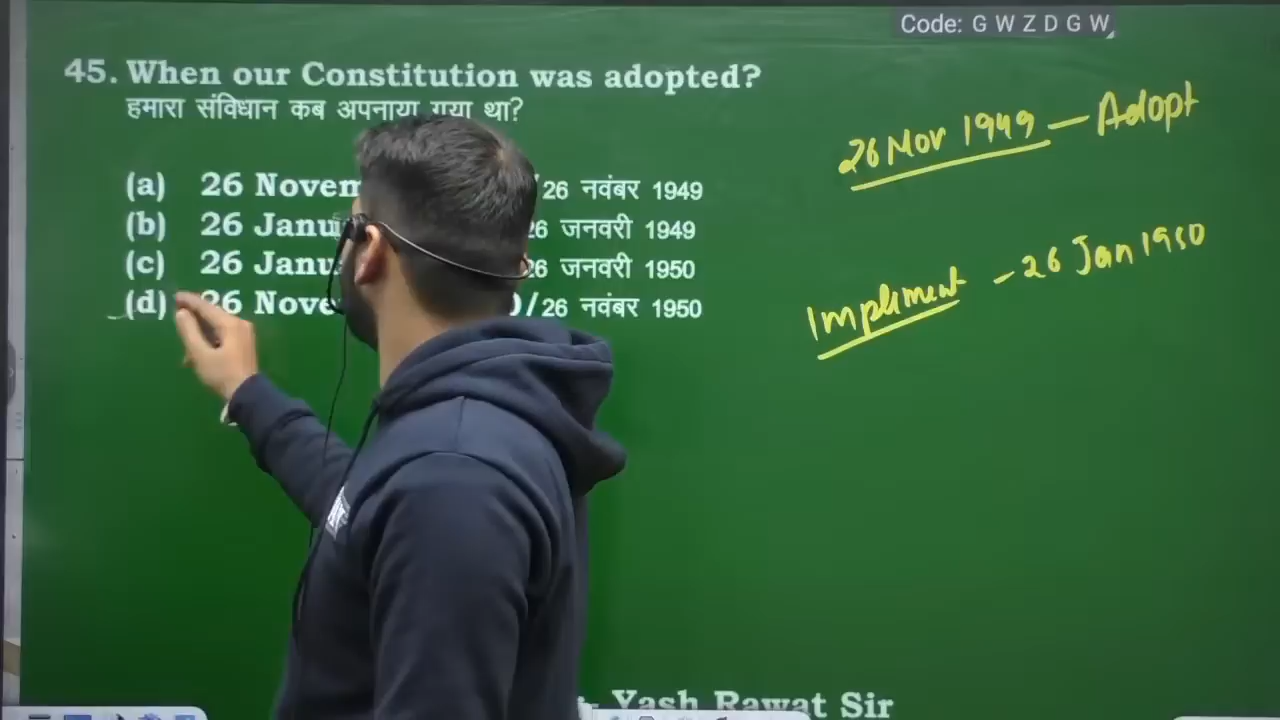 Code: G W Z D G W
45. When our Constitution was adopted?
हमारा संविधान कब अपनाया गया था?
(a) 26 Novem /26 नवंबर 1949
(b) 26 Janu 26 जनवरी 1949
(c) 26 Janu 26 जनवरी 1950
(d) 26 Nove 0/26 नवंबर 1950
26 Nov 1949 — Adopt
Implement - 26 Jan 1950
Yash Rawat Sir